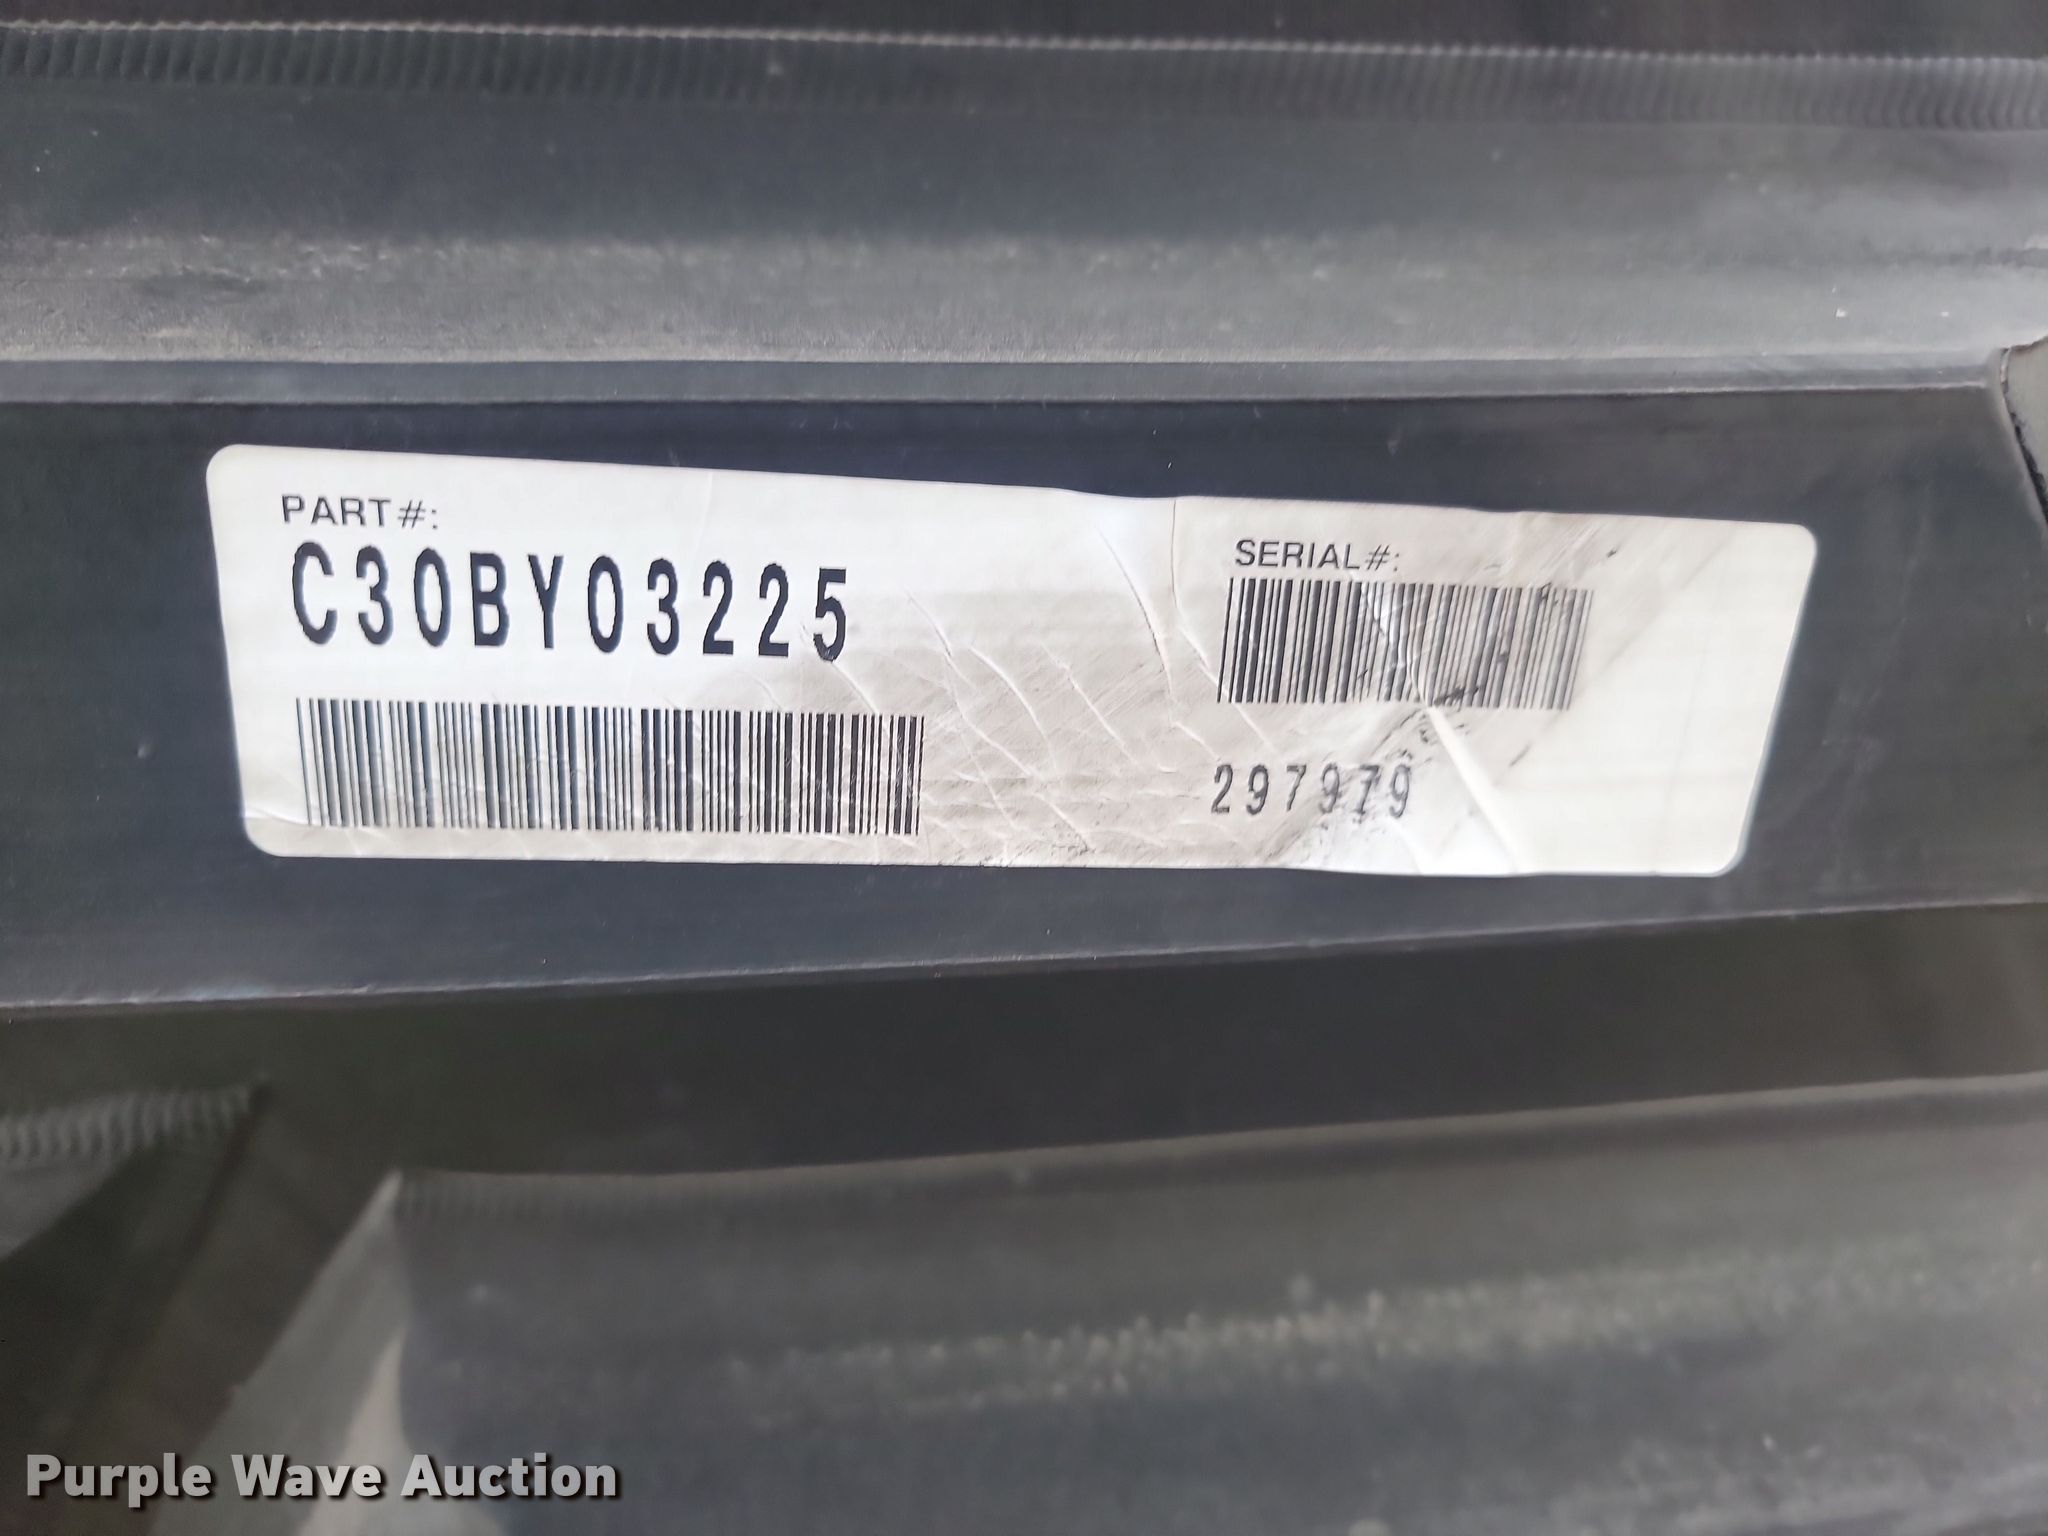 PART#:
C30BY03225
SERIAL#:
297979
Purple Wave Auction